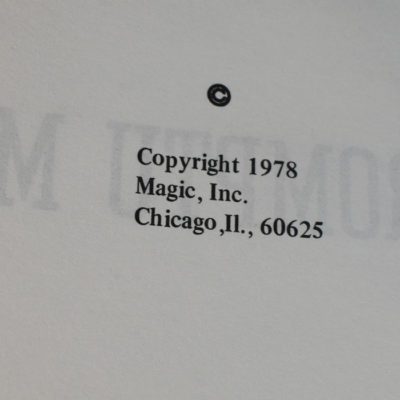 ©
Copyright 1978
Magic, Inc.
Chicago,Il., 60625